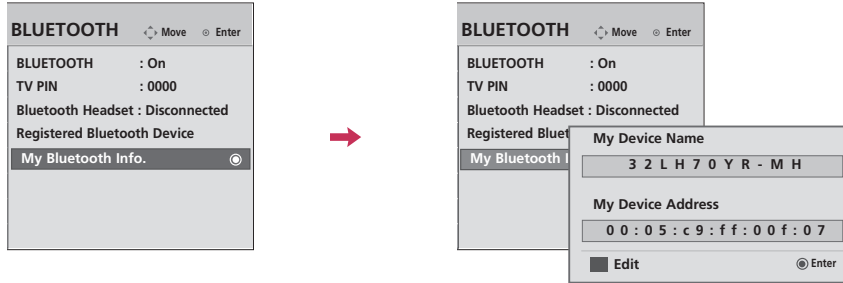 BLUETOOTH Move Enter
BLUETOOTH : On
TV PIN : 0000
Bluetooth Headset : Disconnected
Registered Bluetooth Device
My Bluetooth Info.
BLUETOOTH Move Enter
BLUETOOTH : On
TV PIN : 0000
Bluetooth Headset : Disconnected
Registered Bluet
My Bluetooth I
My Device Name
32LH70YR-MH
My Device Address
00:05:c9:ff:00f:07
Edit Enter